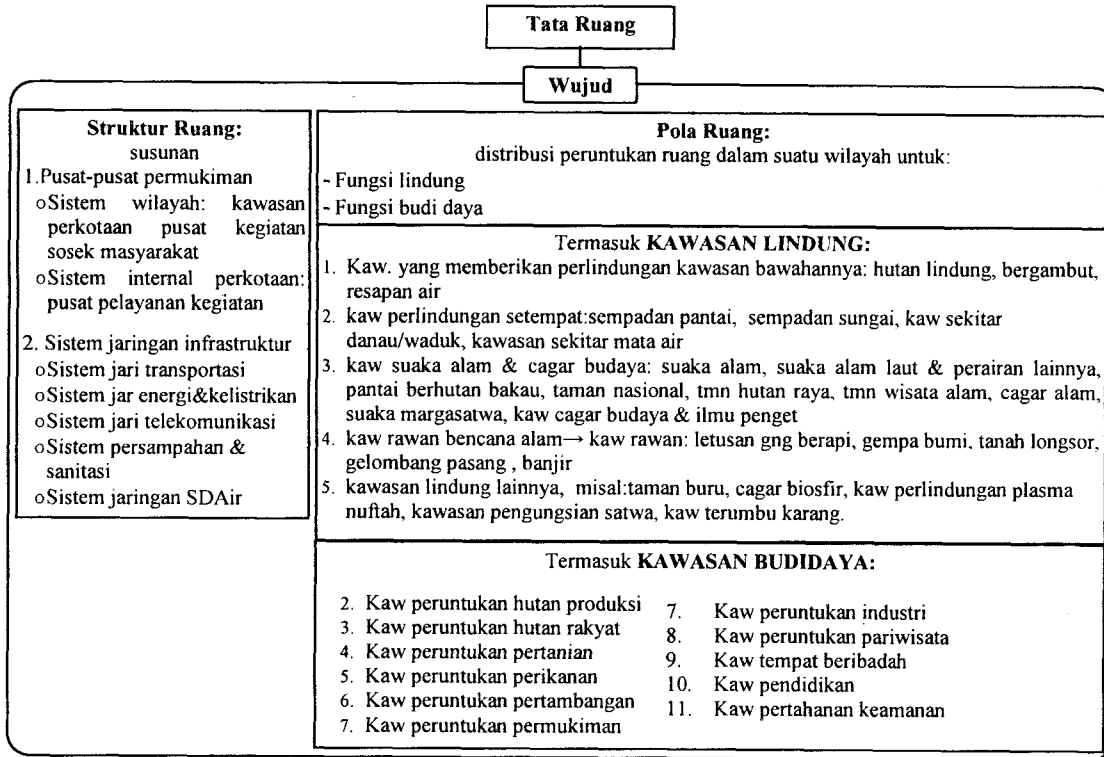 Tata Ruang
Wujud
Struktur Ruang:
susunan
1.Pusat-pusat permukiman
oSistem wilayah: kawasan
perkotaan pusat kegiatan
sosek masyarakat
oSistem internal perkotaan:
pusat pelayanan kegiatan
2. Sistem jaringan infrastruktur
oSistem jari transportasi
oSistem jar energi&kelistrikan
oSistem jari telekomunikasi
oSistem persampahan &
sanitasi
oSistem jaringan SDAir
Pola Ruang:
distribusi peruntukan ruang dalam suatu wilayah untuk:
- Fungsi lindung
- Fungsi budi daya
Termasuk KAWASAN LINDUNG:
1. Kaw. yang memberikan perlindungan kawasan bawahannya: hutan lindung, bergambut,
resapan air
2. kaw perlindungan setempat:sempadan pantai, sempadan sungai, kaw sekitar
danau/waduk, kawasan sekitar mata air
3. kaw suaka alam & cagar budaya: suaka alam, suaka alam laut & perairan lainnya,
pantai berhutan bakau, taman nasional, tmn hutan raya, tmn wisata alam, cagar alam,
suaka margasatwa, kaw cagar budaya & ilmu penget
4. kaw rawan bencana alam→ kaw rawan: letusan gng berapi, gempa bumi, tanah longsor,
gelombang pasang , banjir
5. kawasan lindung lainnya, misal:taman buru, cagar biosfir, kaw perlindungan plasma
nuftah, kawasan pengungsian satwa, kaw terumbu karang.
Termasuk KAWASAN BUDIDAYA:
2. Kaw peruntukan hutan produksi
3. Kaw peruntukan hutan rakyat
4. Kaw peruntukan pertanian
5. Kaw peruntukan perikanan
6. Kaw peruntukan pertambangan
7. Kaw peruntukan permukiman
7. Kaw peruntukan industri
8. Kaw peruntukan pariwisata
9. Kaw tempat beribadah
10. Kaw pendidikan
11. Kaw pertahanan keamanan